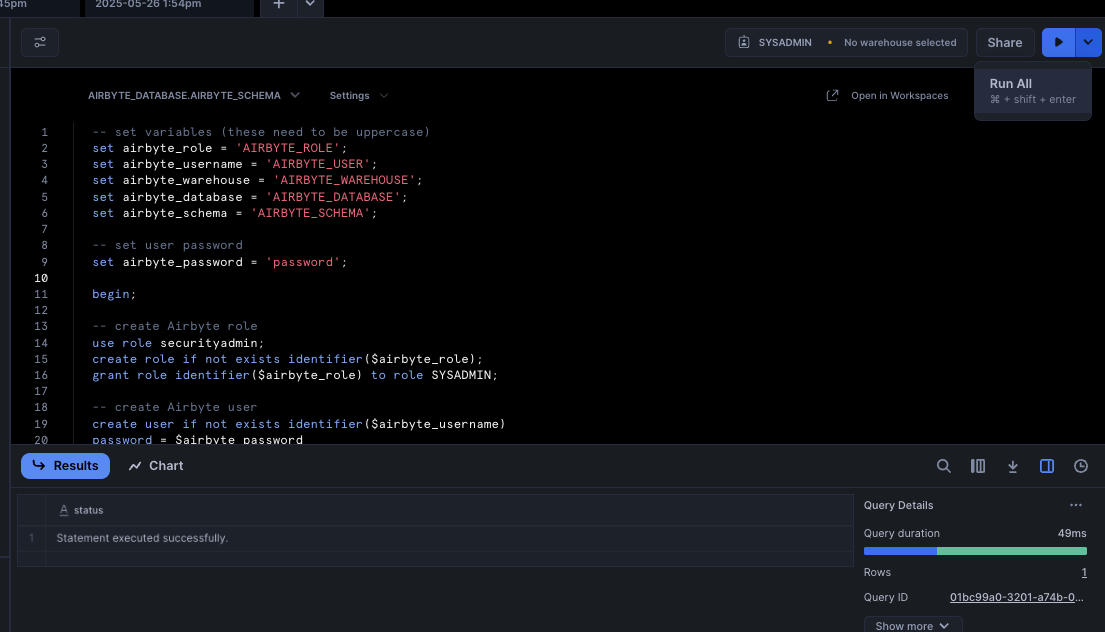 45pm
2025-05-26 1:54pm
SYSADMIN • No warehouse selected
Share
Run All
⌘ + shift + enter
AIRBYTE_DATABASE.AIRBYTE_SCHEMA
Settings
Open in Workspaces
1 -- set variables (these need to be uppercase)
2 set airbyte_role = 'AIRBYTE_ROLE';
3 set airbyte_username = 'AIRBYTE_USER';
4 set airbyte_warehouse = 'AIRBYTE_WAREHOUSE';
5 set airbyte_database = 'AIRBYTE_DATABASE';
6 set airbyte_schema = 'AIRBYTE_SCHEMA';
7
8 -- set user password
9 set airbyte_password = 'password';
10
11 begin;
12
13 -- create Airbyte role
14 use role securityadmin;
15 create role if not exists identifier($airbyte_role);
16 grant role identifier($airbyte_role) to role SYSADMIN;
17
18 -- create Airbyte user
19 create user if not exists identifier($airbyte_username)
20 password = $airbyte_password
Results
Chart
A status
1 Statement executed successfully.
Query Details
...
Query duration 49ms
Rows 1
Query ID 01bc99a0-3201-a74b-0...
Show more